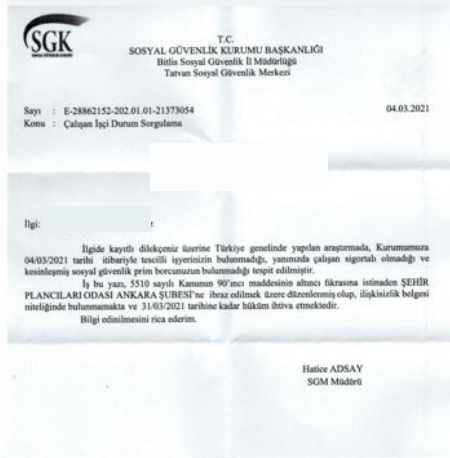 SGK
T.C.
SOSYAL GÜVENLİK KURUMU BAŞKANLIĞI
Bitlis Sosyal Güvenlik İl Müdürlüğü
Tatvan Sosyal Güvenlik Merkezi
Sayı : E-28862152-202.01.01-21373054 04.03.2021
Konu : Çalışan İşçi Durum Sorgulama
İlgi:
İlgide kayıtlı dilekçeniz üzerine Türkiye genelinde yapılan araştırmada, Kurumumuza
04/03/2021 tarihi itibariyle tescilli işyerinizin bulunmadığı, yanınızda çalışan sigortalı olmadığı ve
kesinleşmiş sosyal güvenlik prim borcunuzun bulunmadığı tespit edilmiştir.
İş bu yazı, 5510 sayılı Kanunun 90'ıncı maddesinin altıncı fıkrasına istinaden ŞEHİR
PLANCILARI ODASI ANKARA ŞUBESİ'ne ibraz edilmek üzere düzenlenmiş olup, ilişkisizlik belgesi
niteliğinde bulunmamakta ve 31/03/2021 tarihine kadar hüküm ihtiva etmektedir.
Bilgi edinilmesini rica ederim.
Hatice ADSAY
SGM Müdürü